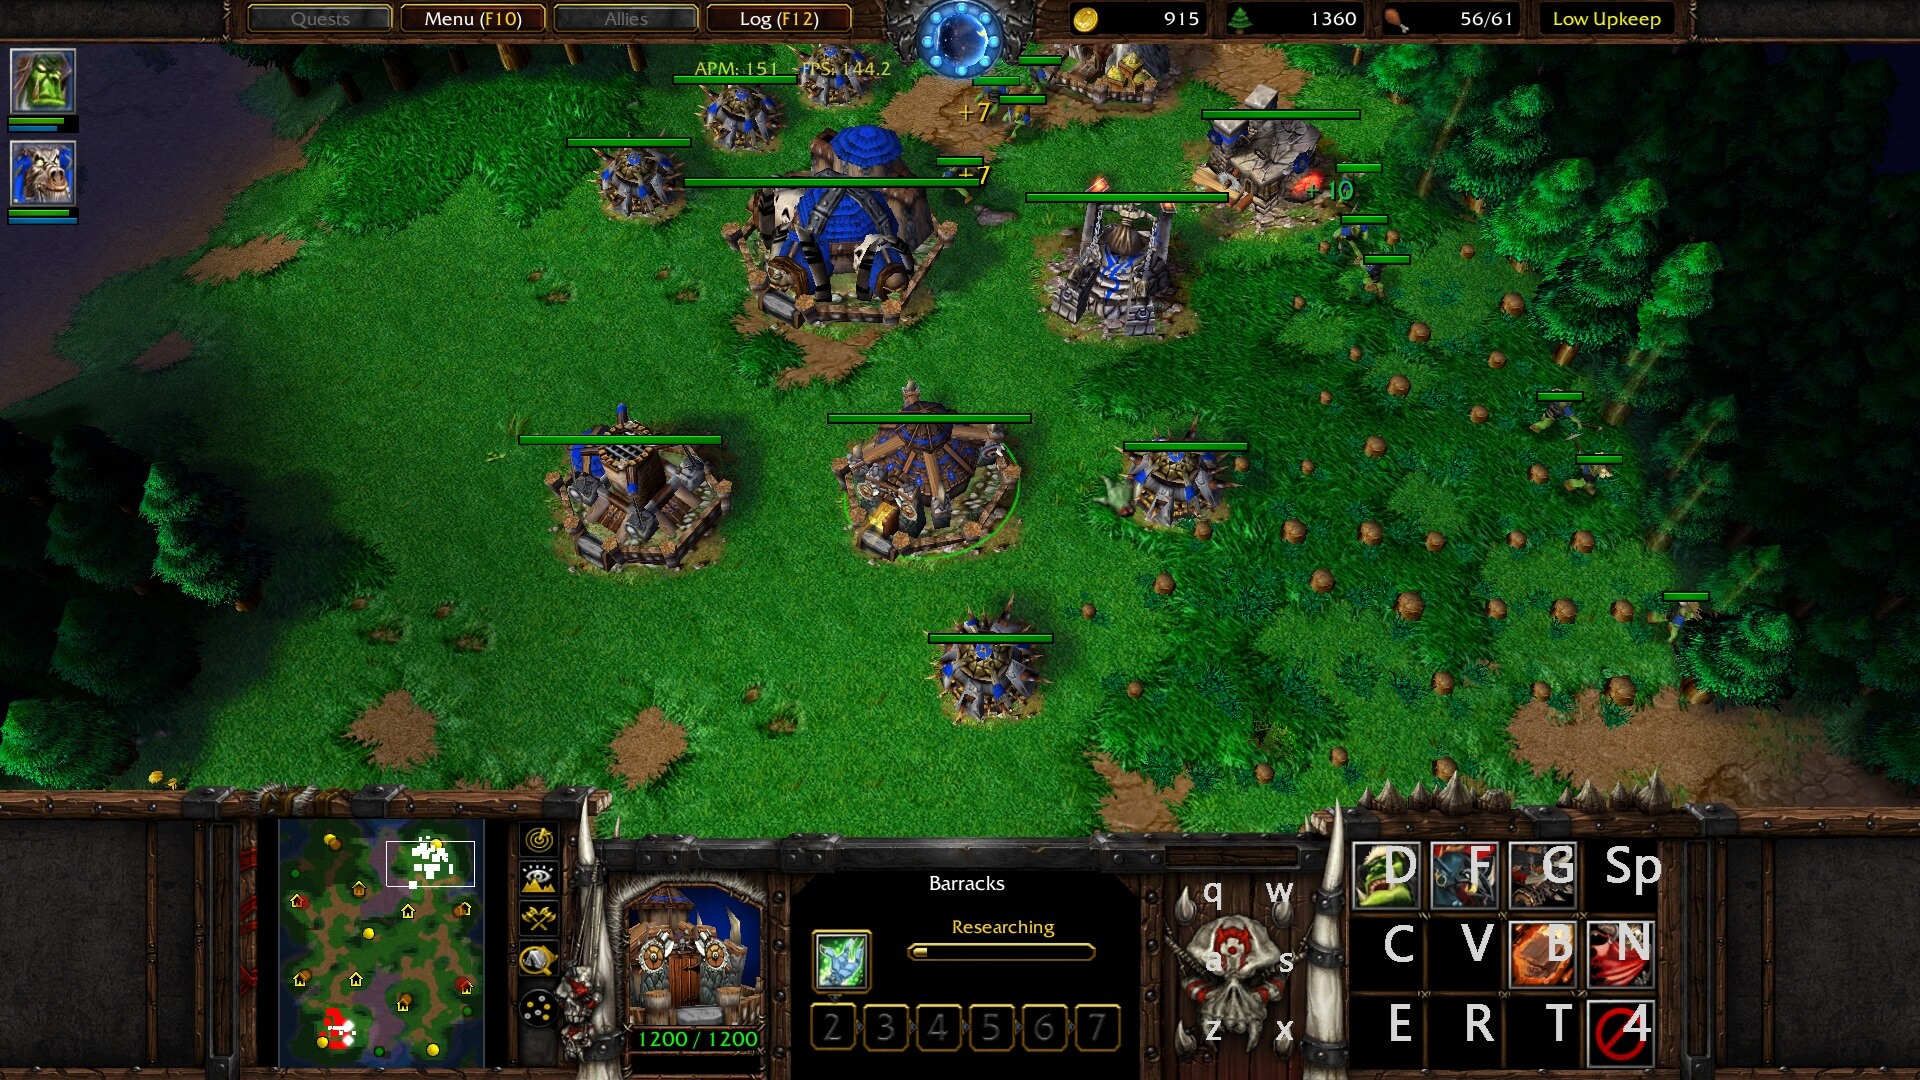 Quests Menu (F10) Allies Log (F12) 915 1360 56/61 Low Upkeep
APM: 151 FPS: 144.2
+7
+7
+10
Barracks
Researching
1200 / 1200
2 3 4 5 6 7
q w
a s
z x
D F G Sp
C V B N
E R T 4